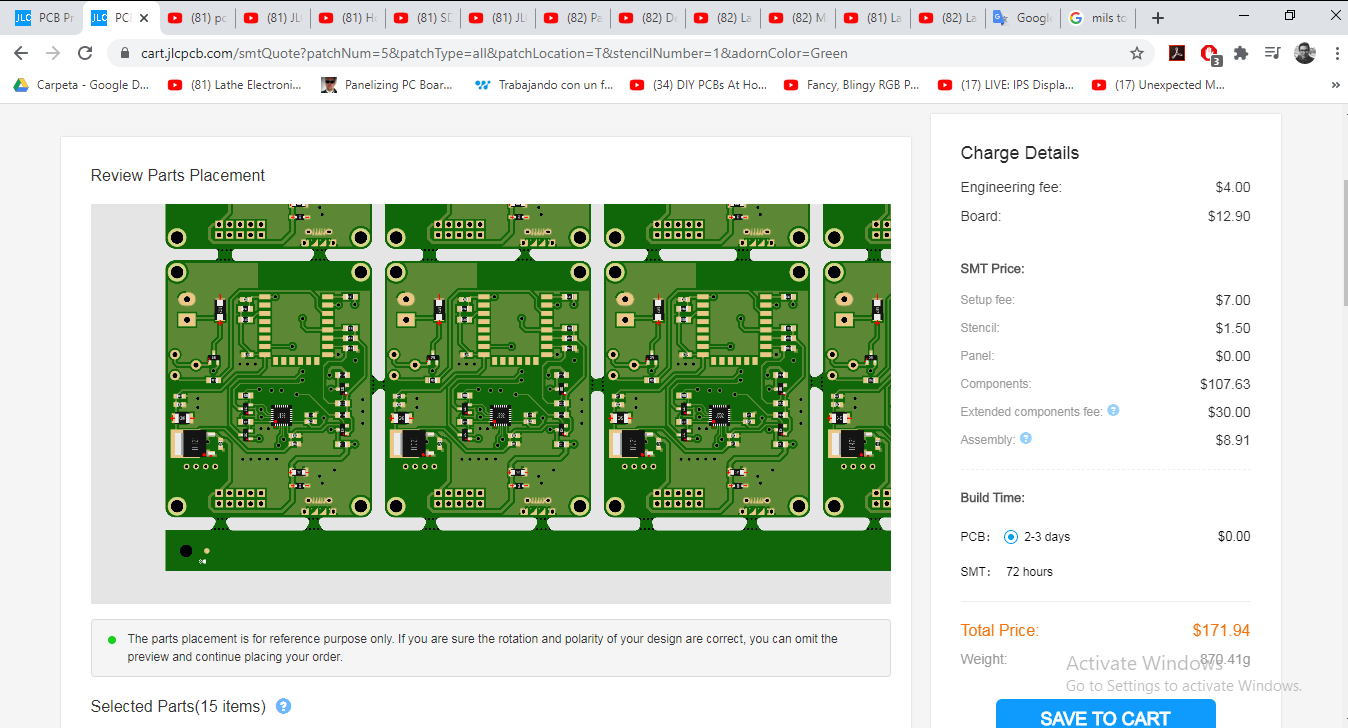 PCB Pr
PC
(81) pc
(81) JL
(81) H
(81) SI
(81) JL
(82) Pa
(82) D
(82) La
(82) M
(81) La
(82) La
Google
mils to
cart.jlcpcb.com/smtQuote?patchNum=5&patchType=all&patchLocation=T&stencilNumber=1&adornColor=Green
3
Carpeta - Google D...
(81) Lathe Electroni...
Panelizing PC Boar...
Trabajando con un f...
(34) DIY PCBs At Ho...
Fancy, Blingy RGB P...
(17) LIVE: IPS Displa...
(17) Unexpected M...
Review Parts Placement
The parts placement is for reference purpose only. If you are sure the rotation and polarity of your design are correct, you can omit the
preview and continue placing your order.
Selected Parts(15 items)
Charge Details
Engineering fee: $4.00
Board: $12.90
SMT Price:
Setup fee: $7.00
Stencil: $1.50
Panel: $0.00
Components: $107.63
Extended components fee: $30.00
Assembly: $8.91
Build Time:
PCB: 2-3 days $0.00
SMT: 72 hours
Total Price: $171.94
Weight: 870.41g
Activate Windows
Go to Settings to activate Windows.
SAVE TO CART